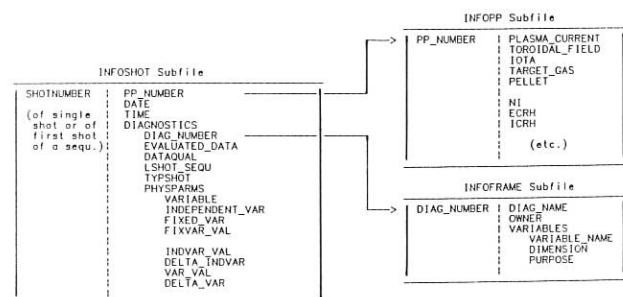 INFOSHOT Subfile
SHOTNUMBER
(of single
shot or of
first shot
of a sequ.)
PP_NUMBER
DATE
TIME
DIAGNOSTICS
DIAG_NUMBER
EVALUATED_DATA
DATAQUAL
LSHOT_SEQU
TYPSHOT
PHYSPARMS
VARIABLE
INDEPENDENT_VAR
FIXED_VAR
FIXVAR_VAL
INDVAR_VAL
DELTA_INDVAR
VAR_VAL
DELTA_VAR
INFOPP Subfile
PP_NUMBER
PLASMA_CURRENT
TOROIDAL_FIELD
IOTA
TARGET_GAS
PELLET
NI
ECRH
ICRH
(etc.)
INFOFRAME Subfile
DIAG_NUMBER
DIAG_NAME
OWNER
VARIABLES
VARIABLE_NAME
DIMENSION
PURPOSE